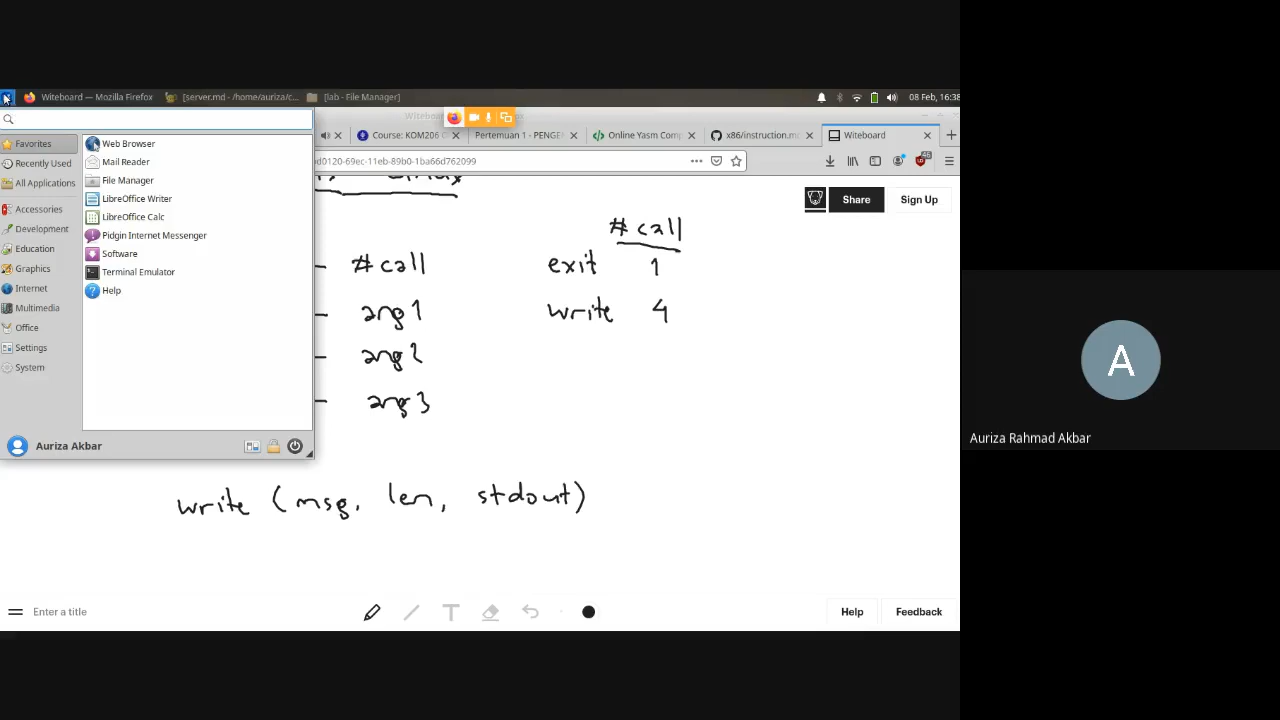 Witeboard — Mozilla Firefox [server.md - /home/auriza/c... [lab - File Manager] 08 Feb, 16:38
Course: KOM206 C Pertemuan 1 - PENGEN Online Yasm Comp x86/instruction.m Witeboard
d0120-69ec-11eb-89b0-1ba66d762099
Favorites
Recently Used
All Applications
Accessories
Development
Education
Graphics
Internet
Multimedia
Office
Settings
System
Web Browser
Mail Reader
File Manager
LibreOffice Writer
LibreOffice Calc
Pidgin Internet Messenger
Software
Terminal Emulator
Help
Auriza Akbar
Share Sign Up
#call
#call exit 1
arg1 write 4
arg2
arg3
write (msg, len, stdout)
Enter a title T Help Feedback
A
Auriza Rahmad Akbar